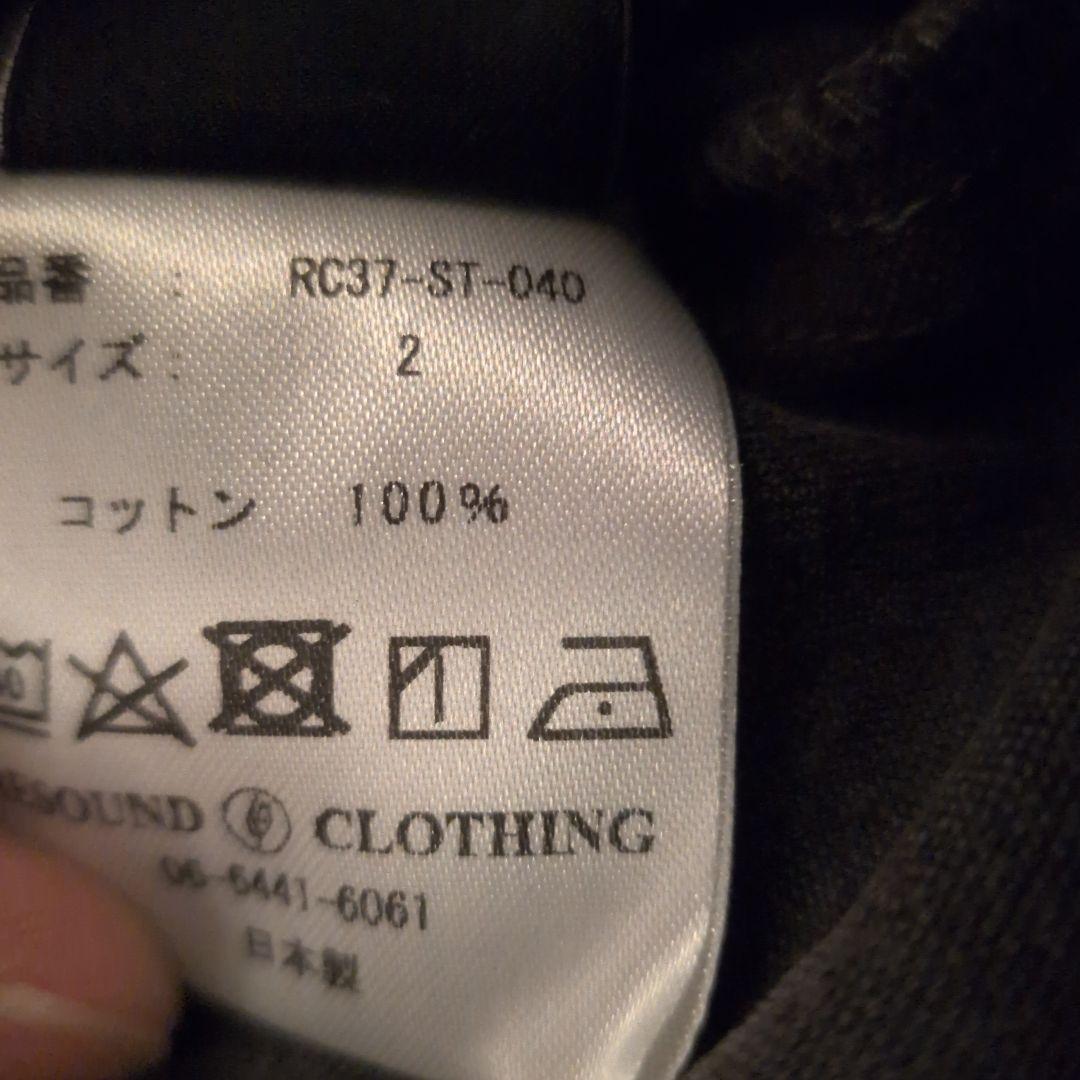 品番 : RC37-ST-040
サイズ : 2
コットン 100%
CLOTHING
06-6441-6061
日本製